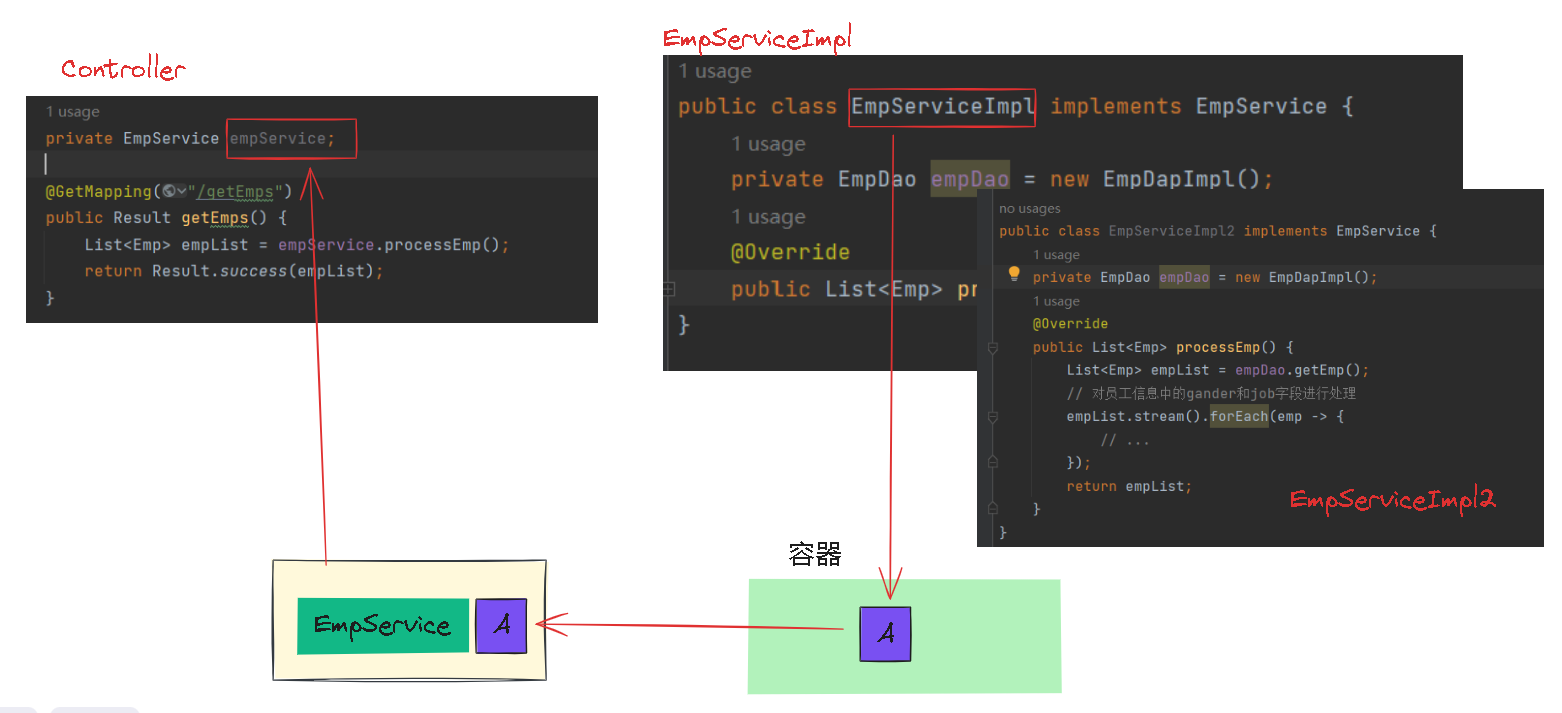 Controller
1 usage
private EmpService empService;
@GetMapping("/getEmps")
public Result getEmps() {
List<Emp> empList = empService.processEmp();
return Result.success(empList);
}
EmpServiceImpl
1 usage
public class EmpServiceImpl implements EmpService {
1 usage
private EmpDao empDao = new EmpDapImpl();
1 usage
@Override
public List<Emp> pr
}
no usages
public class EmpServiceImpl2 implements EmpService {
1 usage
private EmpDao empDao = new EmpDapImpl();
1 usage
@Override
public List<Emp> processEmp() {
List<Emp> empList = empDao.getEmp();
// 对员工信息中的gander和job字段进行处理
empList.stream().forEach(emp -> {
// ...
});
return empList;
}
}
EmpServiceImpl2
容器
EmpService A
A